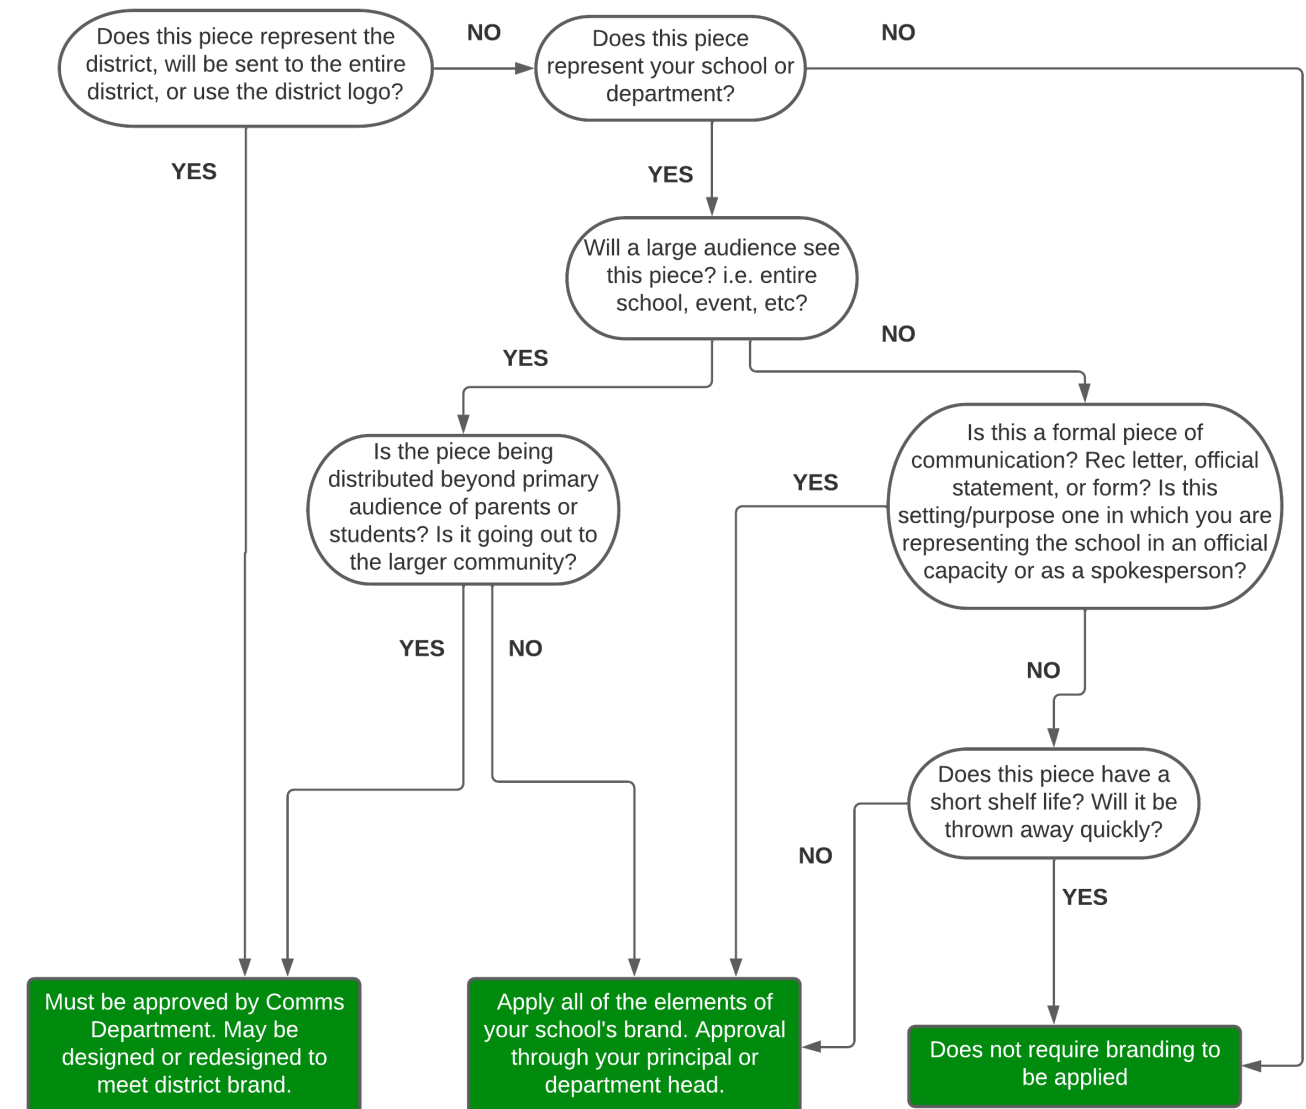 Does this piece represent the
district, will be sent to the entire
district, or use the district logo?
NO
Does this piece
represent your school or
department?
NO
YES
YES
Will a large audience see
this piece? i.e. entire
school, event, etc?
YES
NO
Is the piece being
distributed beyond primary
audience of parents or
students? Is it going out to
the larger community?
YES
Is this a formal piece of
communication? Rec letter, official
statement, or form? Is this
setting/purpose one in which you are
representing the school in an official
capacity or as a spokesperson?
YES
NO
NO
Does this piece have a
short shelf life? Will it be
thrown away quickly?
NO
YES
Must be approved by Comms
Department. May be
designed or redesigned to
meet district brand.
Apply all of the elements of
your school's brand. Approval
through your principal or
department head.
Does not require branding to
be applied